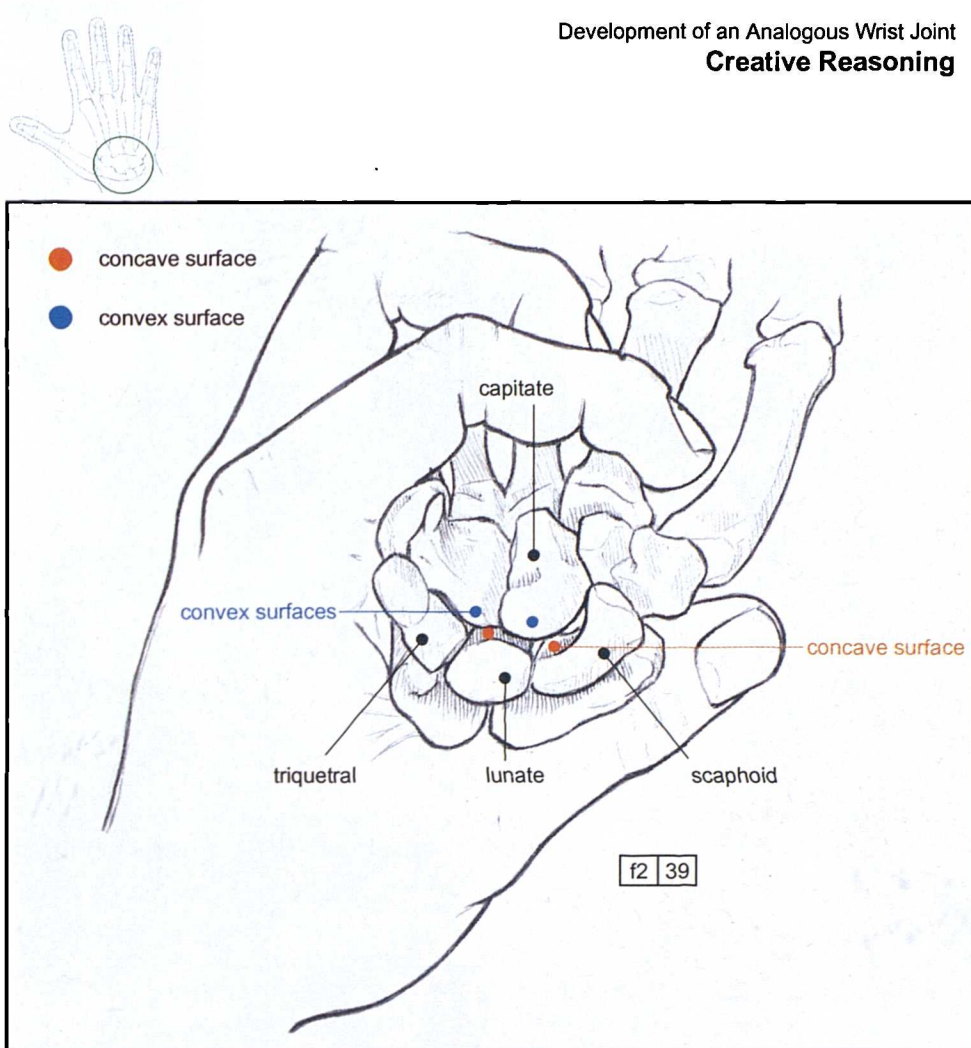 Development of an Analogous Wrist Joint
Creative Reasoning
concave surface
convex surface
capitate
convex surfaces
concave surface
triquetral
lunate
scaphoid
f2 39